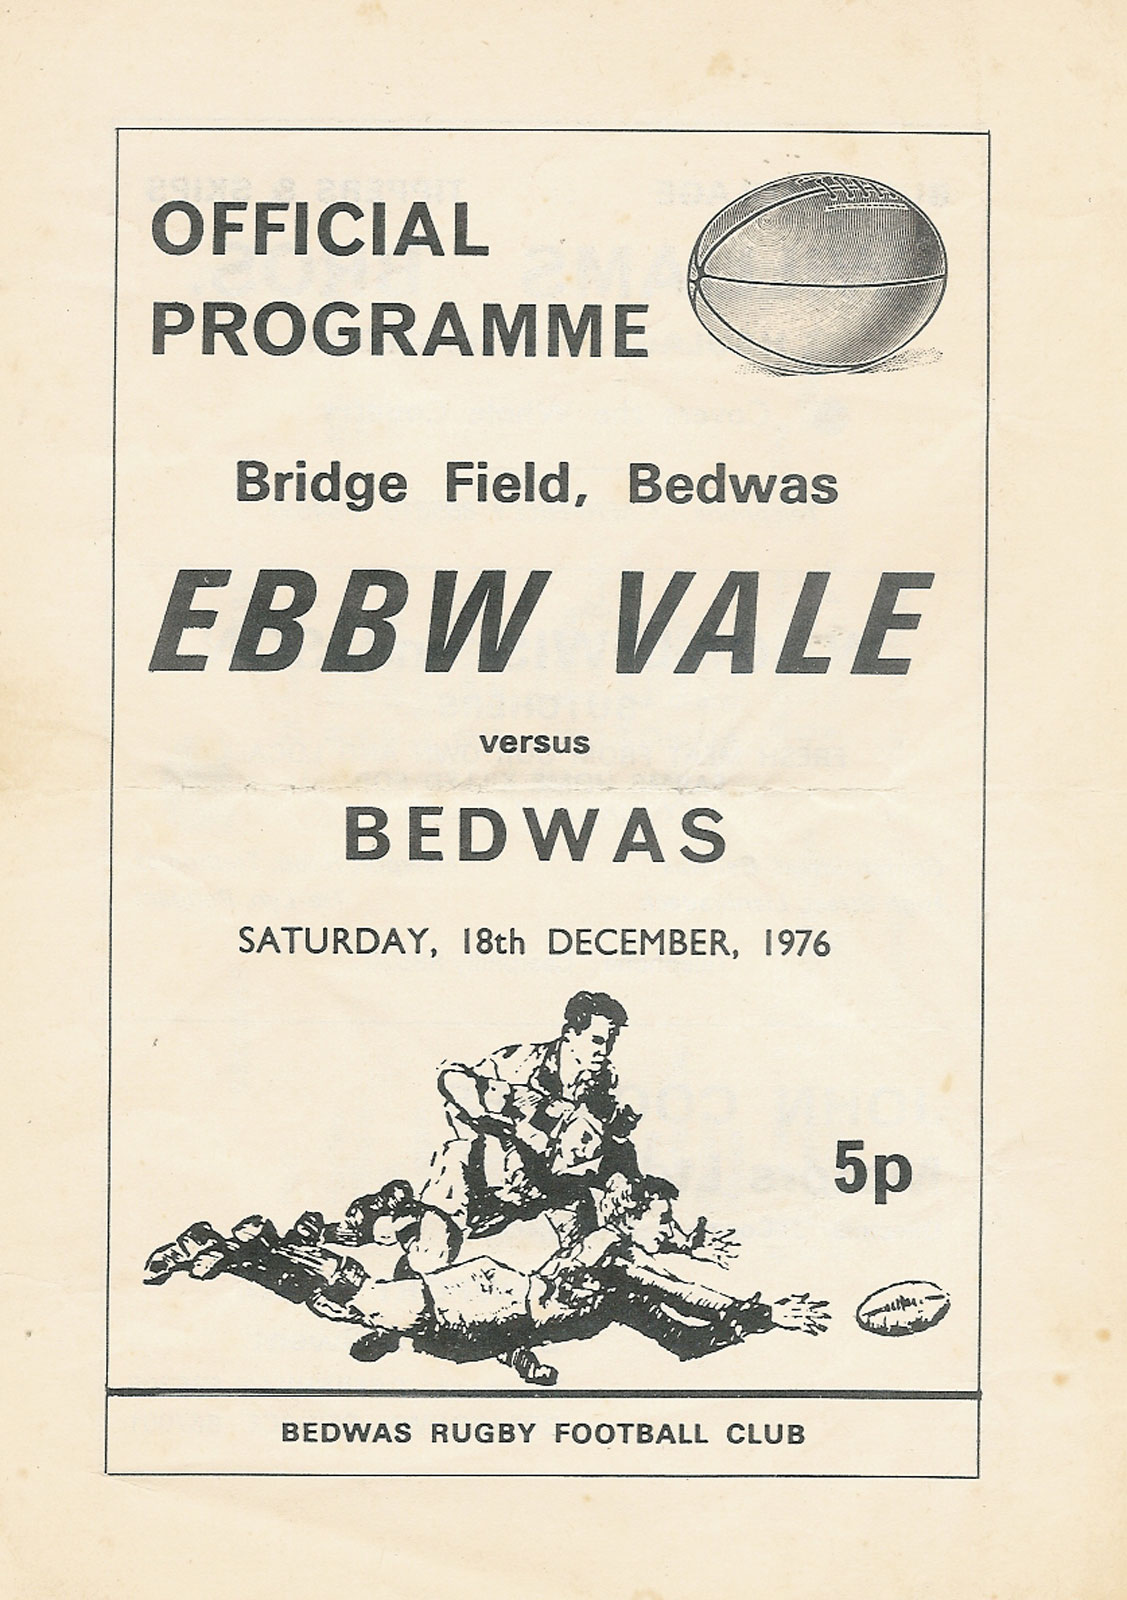 OFFICIAL
PROGRAMME
Bridge Field, Bedwas
EBBW VALE
versus
BEDWAS
SATURDAY, 18th DECEMBER, 1976
5p
BEDWAS RUGBY FOOTBALL CLUB